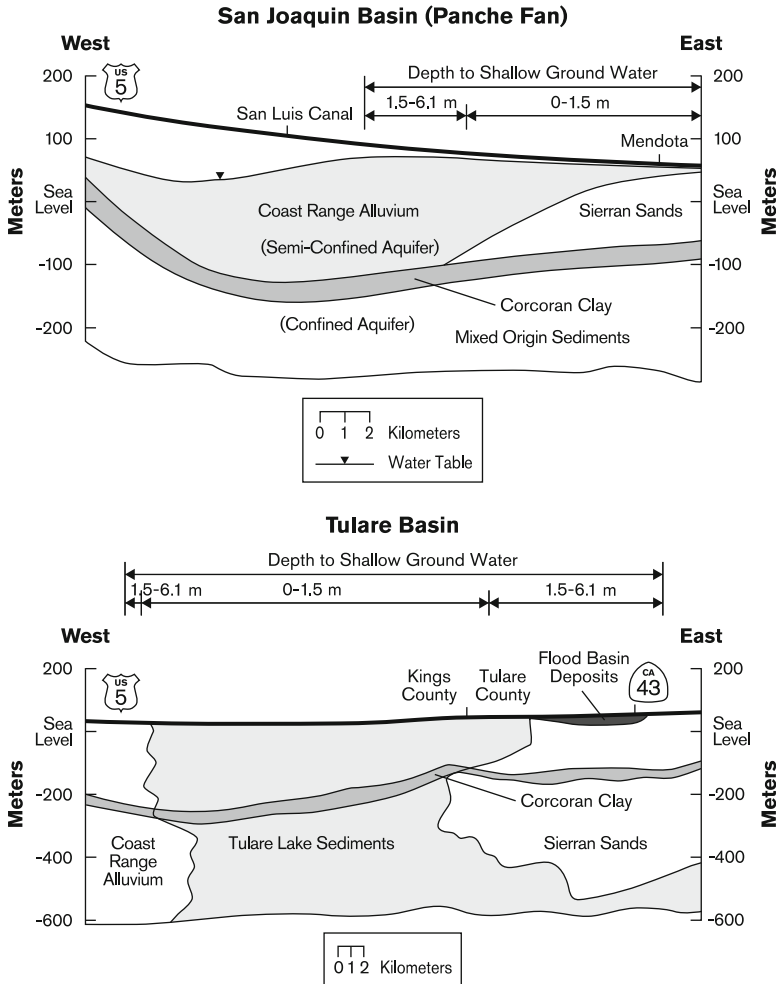 San Joaquin Basin (Panche Fan)
West
East
US
5
Depth to Shallow Ground Water
1.5-6.1 m
0-1.5 m
San Luis Canal
Mendota
200
100
Sea
Level
-100
-200
Meters
200
100
Sea
Level
-100
-200
Meters
Coast Range Alluvium
(Semi-Confined Aquifer)
Sierran Sands
Corcoran Clay
(Confined Aquifer)
Mixed Origin Sediments
0 1 2 Kilometers
Water Table
Tulare Basin
Depth to Shallow Ground Water
1.5-6.1 m
0-1.5 m
1.5-6.1 m
West
East
US
5
Kings
County
Tulare
County
Flood Basin
Deposits
CA
43
200
Sea
Level
-200
-400
-600
Meters
200
Sea
Level
-200
-400
-600
Meters
Corcoran Clay
Coast
Range
Alluvium
Tulare Lake Sediments
Sierran Sands
0 1 2 Kilometers